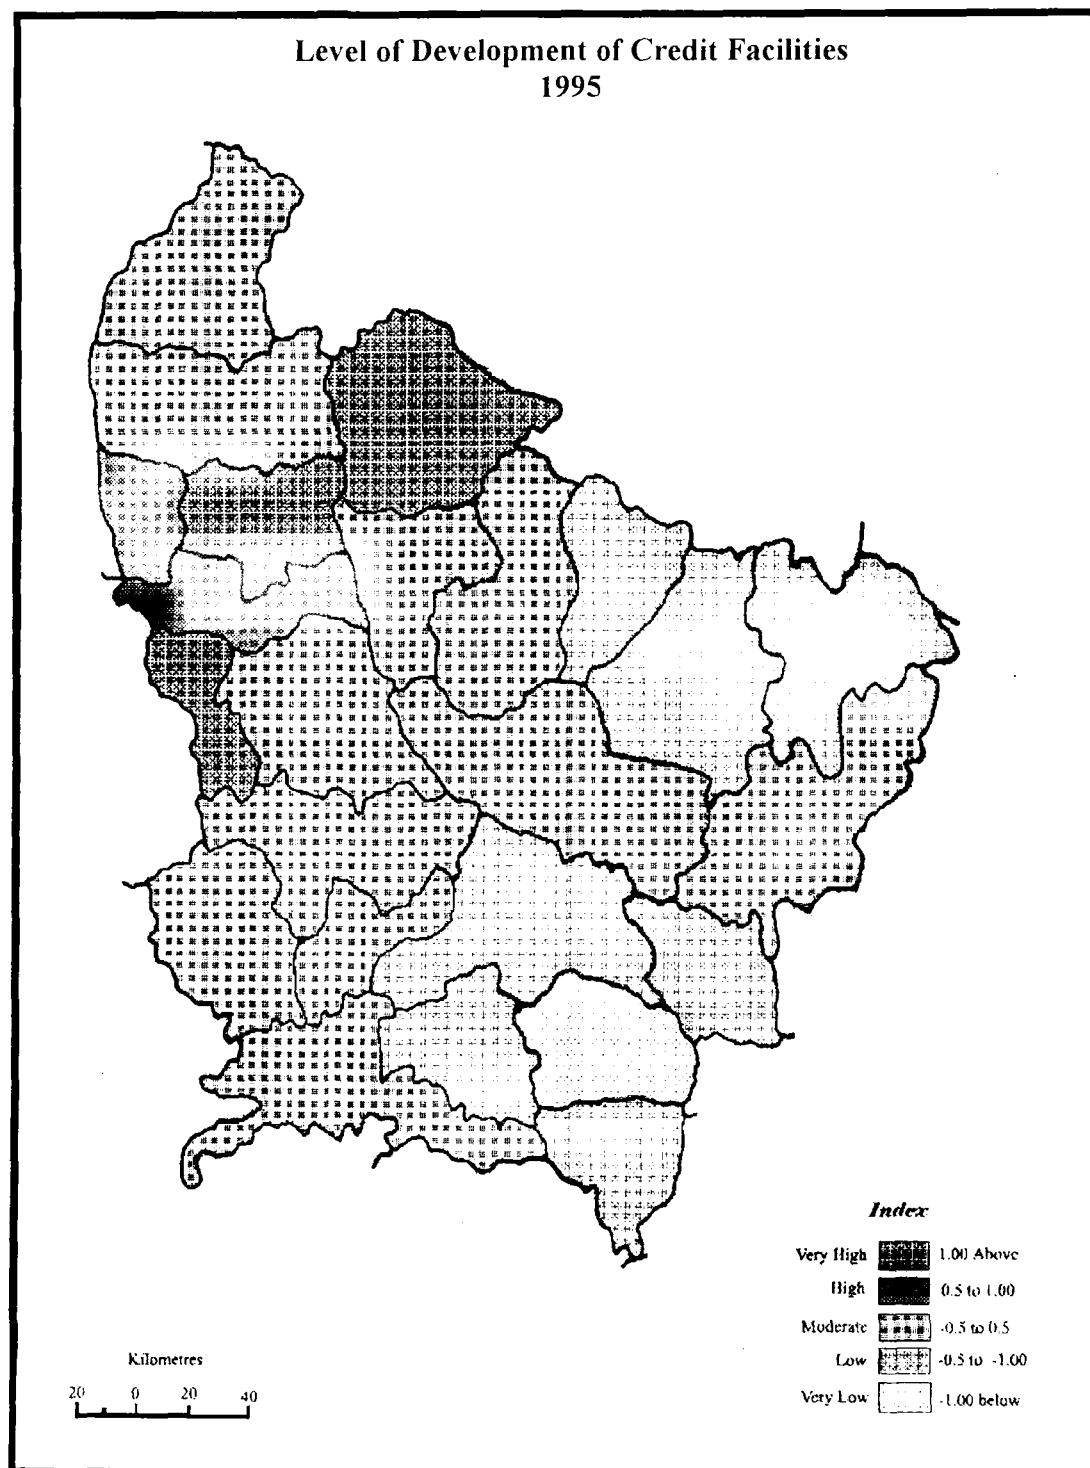 Level of Development of Credit Facilities
1995
Index
Very High 1.00 Above
High 0.5 to 1.00
Moderate -0.5 to 0.5
Low -0.5 to -1.00
Very Low -1.00 below
Kilometres
20 0 20 40